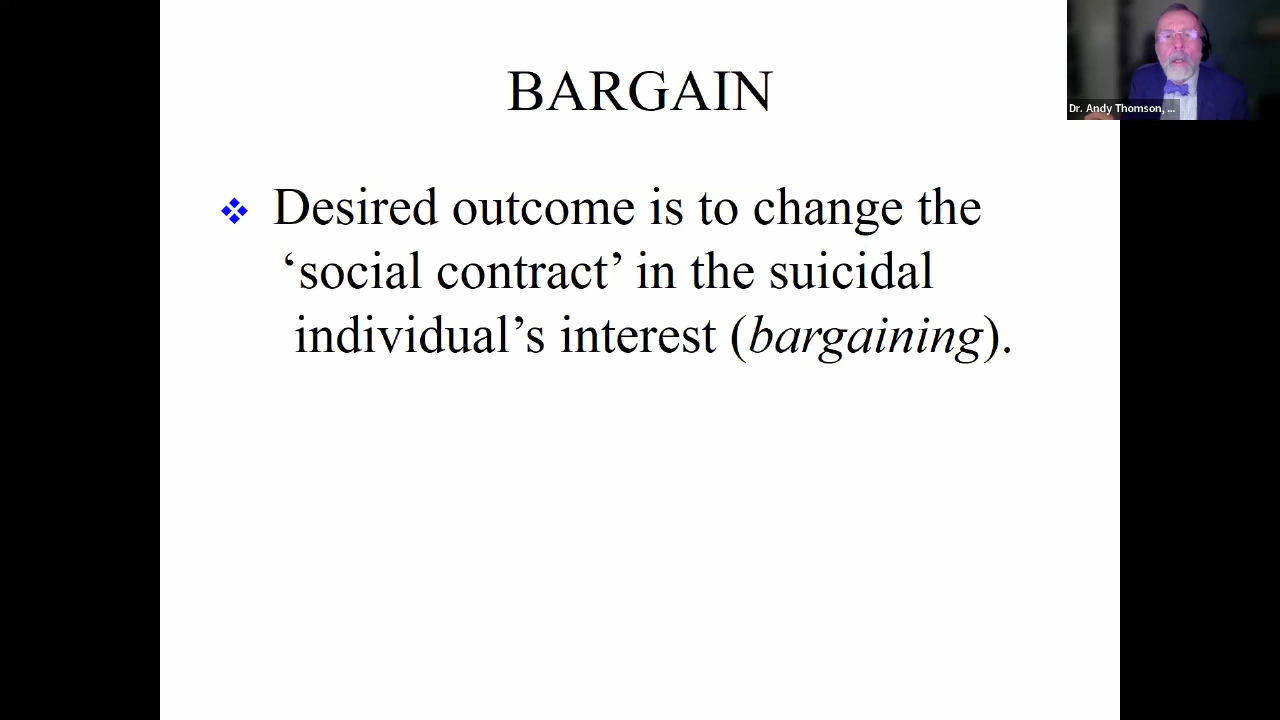 BARGAIN
Dr. Andy Thomson, ...
❖ Desired outcome is to change the
‘social contract’ in the suicidal
individual’s interest (bargaining).